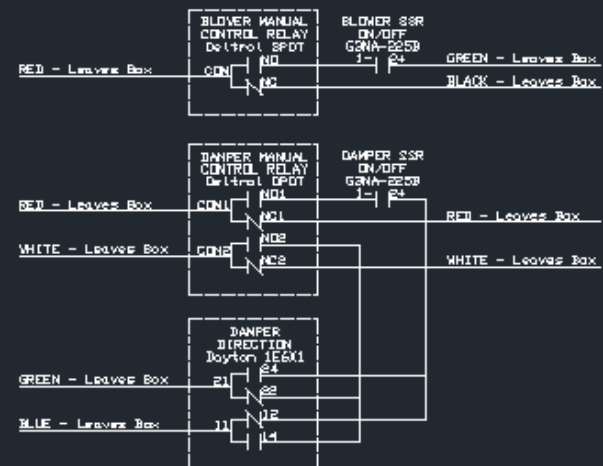 BLOWER MANUAL
CONTROL RELAY
Deltrol SPDT
BLOWER SSR
ON/OFF
G3NA-225B
RED - Leaves Box
COM
NO
NC
1-
2+
GREEN - Leaves Box
BLACK - Leaves Box
DAMPER MANUAL
CONTROL RELAY
Deltrol DPDT
DAMPER SSR
ON/OFF
G3NA-225B
RED - Leaves Box
COM1
NO1
NC1
1-
2+
RED - Leaves Box
WHITE - Leaves Box
COM2
NO2
NC2
WHITE - Leaves Box
DAMPER
DIRECTION
Dayton 1EGX1
GREEN - Leaves Box
21
24
22
BLUE - Leaves Box
11
12
14